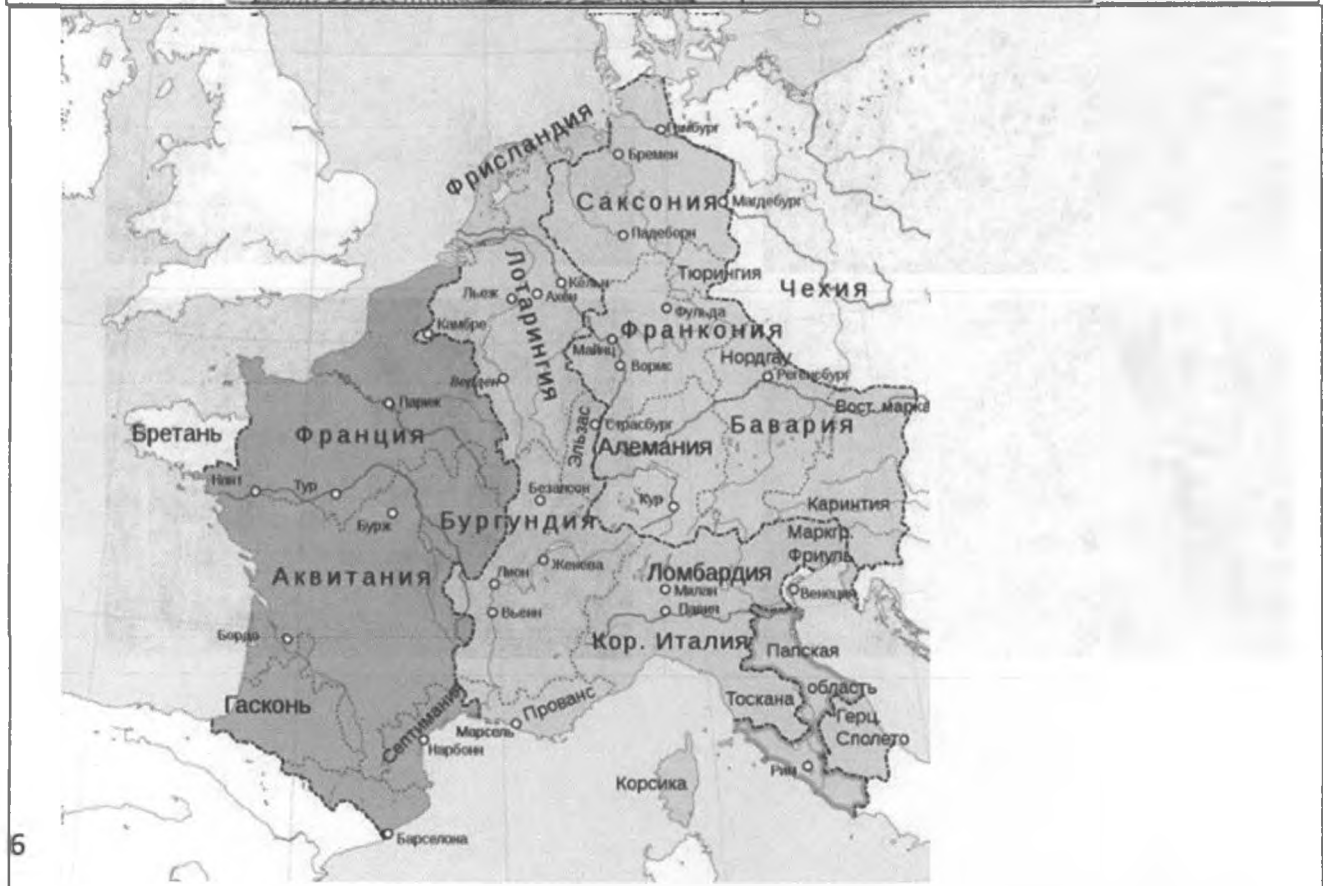 Фрисландия
Гамбург
Бремен
Саксония
Магдебург
Падеборн
Тюрингия
Лотарингия
Кёльн
Льеж
Ахен
Чехия
Фульда
Франкония
Камбре
Майнц
Нордгау
Вормс
Регенсбург
Верден
Париж
Вост. марка
Бретань
Франция
Эльзас
Страсбург
Бавария
Алемания
Нант
Тур
Безансон
Кур
Каринтия
Бурж
Бургундия
Маркгр.
Фриуль
Аквитания
Женева
Лион
Ломбардия
Милан
Венеция
Вьенн
Павия
Бордо
Кор. Италия
Папская
область
Гасконь
Септимания
Прованс
Тоскана
Герц.
Сполето
Марсель
Нарбонн
Рим
Корсика
Барселона
6